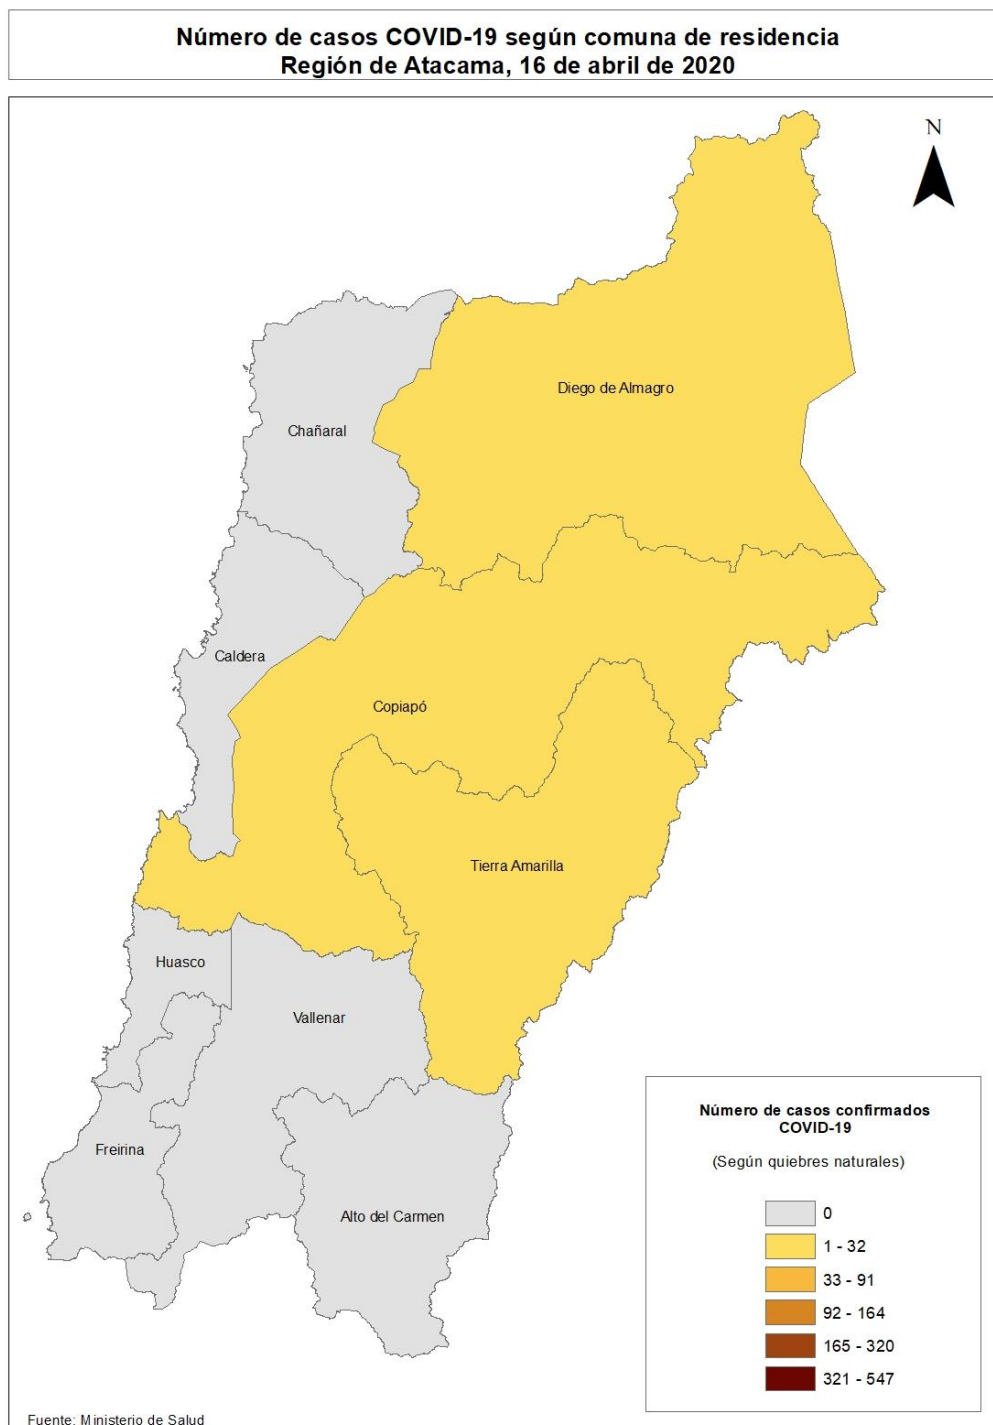 Número de casos COVID-19 según comuna de residencia
Región de Atacama, 16 de abril de 2020
N
Diego de Almagro
Chañaral
Caldera
Copiapó
Tierra Amarilla
Huasco
Vallenar
Freirina
Alto del Carmen
Número de casos confirmados
COVID-19
(Según quiebres naturales)
0
1 - 32
33 - 91
92 - 164
165 - 320
321 - 547
Fuente: Ministerio de Salud